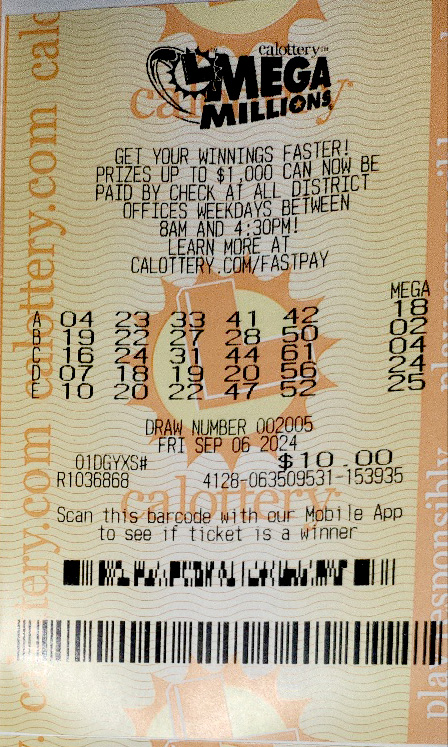 calottery™
MEGA
MILLIONS
GET YOUR WINNINGS FASTER!
PRIZES UP TO $1,000 CAN NOW BE
PAID BY CHECK AT ALL DISTRICT
OFFICES WEEKDAYS BETWEEN
8AM AND 4:30PM!
LEARN MORE AT
CALOTTERY.COM/FASTPAY
MEGA
A 04 23 33 41 42 18
B 19 22 27 28 50 02
C 16 24 31 44 61 04
D 07 18 19 20 56 24
E 10 20 22 47 52 25
DRAW NUMBER 002005
FRI SEP 06 2024
01DGYXS# $10.00
R1036868 4128-063509531-153935
calottery
Scan this barcode with our Mobile App
to see if ticket is a winner
calottery.com calottery.com
play responsibly